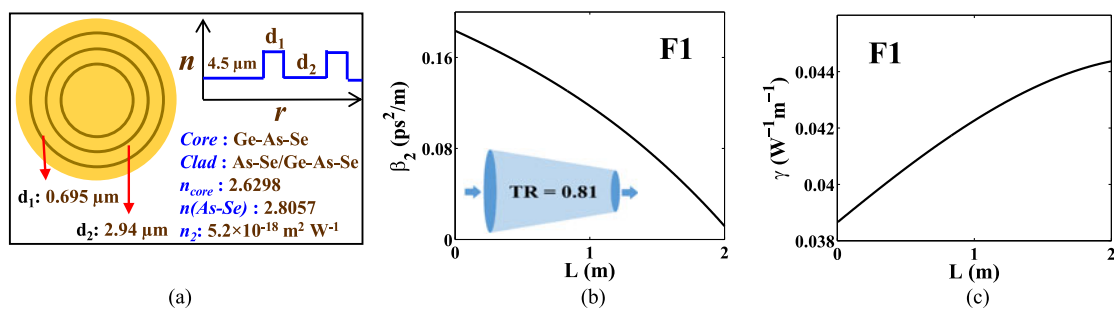 n
d₁
4.5 μm
d₂
r
Core : Ge-As-Se
Clad : As-Se/Ge-As-Se
n_core : 2.6298
n(As-Se) : 2.8057
n₂: 5.2×10⁻¹⁸ m² W⁻¹
d₁: 0.695 μm
d₂: 2.94 μm
(a)
F1
β₂ (ps²/m)
0.16
0.08
0
TR = 0.81
0
1
2
L (m)
(b)
F1
γ (W⁻¹m⁻¹)
0.044
0.042
0.04
0.038
0
1
2
L (m)
(c)